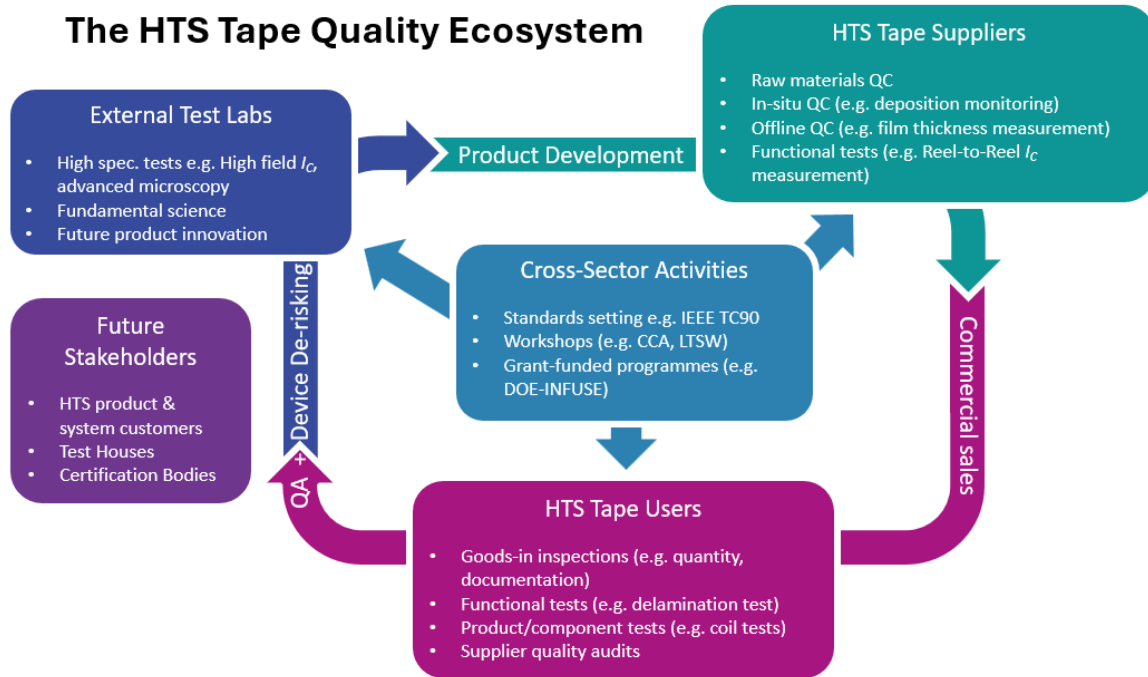 The HTS Tape Quality Ecosystem
External Test Labs
• High spec. tests e.g. High field IC,
advanced microscopy
• Fundamental science
• Future product innovation
Product Development
HTS Tape Suppliers
• Raw materials QC
• In-situ QC (e.g. deposition monitoring)
• Offline QC (e.g. film thickness measurement)
• Functional tests (e.g. Reel-to-Reel IC
measurement)
Cross-Sector Activities
• Standards setting e.g. IEEE TC90
• Workshops (e.g. CCA, LTSW)
• Grant-funded programmes (e.g.
DOE-INFUSE)
Future
Stakeholders
• HTS product &
system customers
• Test Houses
• Certification Bodies
QA + Device De-risking
Commercial sales
HTS Tape Users
• Goods-in inspections (e.g. quantity,
documentation)
• Functional tests (e.g. delamination test)
• Product/component tests (e.g. coil tests)
• Supplier quality audits